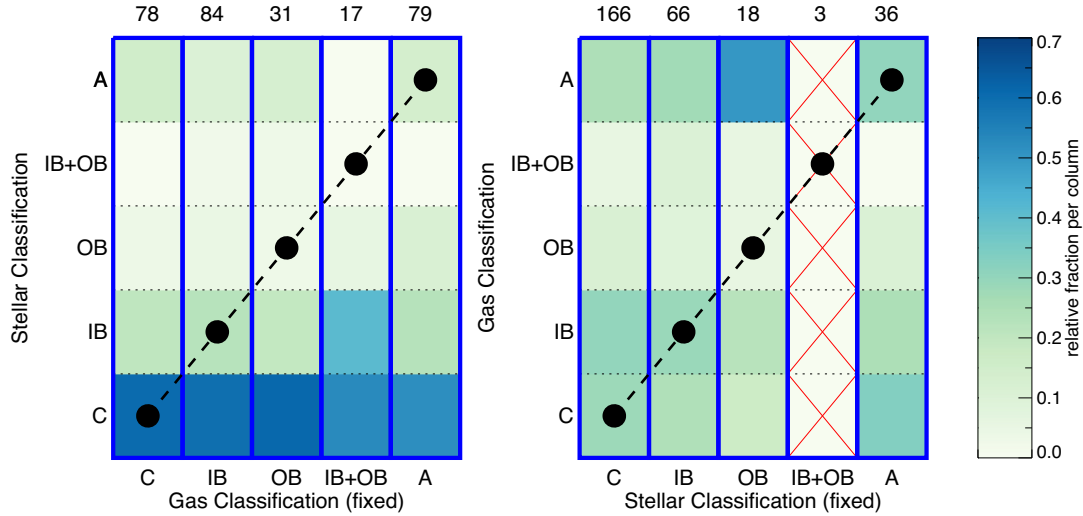 78 84 31 17 79
166 66 18 3 36
Stellar Classification
A
IB+OB
OB
IB
C
C IB OB IB+OB A
Gas Classification (fixed)
Gas Classification
A
IB+OB
OB
IB
C
C IB OB IB+OB A
Stellar Classification (fixed)
0.7
0.6
0.5
0.4
0.3
0.2
0.1
0.0
relative fraction per column